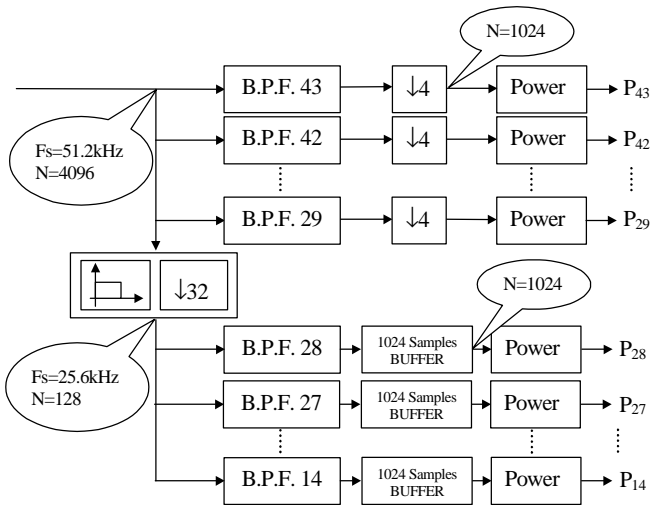 N=1024
B.P.F. 43 ↓4 Power P43
Fs=51.2kHz
N=4096
B.P.F. 42 ↓4 Power P42
B.P.F. 29 ↓4 Power P29
↓32
N=1024
Fs=25.6kHz
N=128
B.P.F. 28 1024 Samples BUFFER Power P28
B.P.F. 27 1024 Samples BUFFER Power P27
B.P.F. 14 1024 Samples BUFFER Power P14